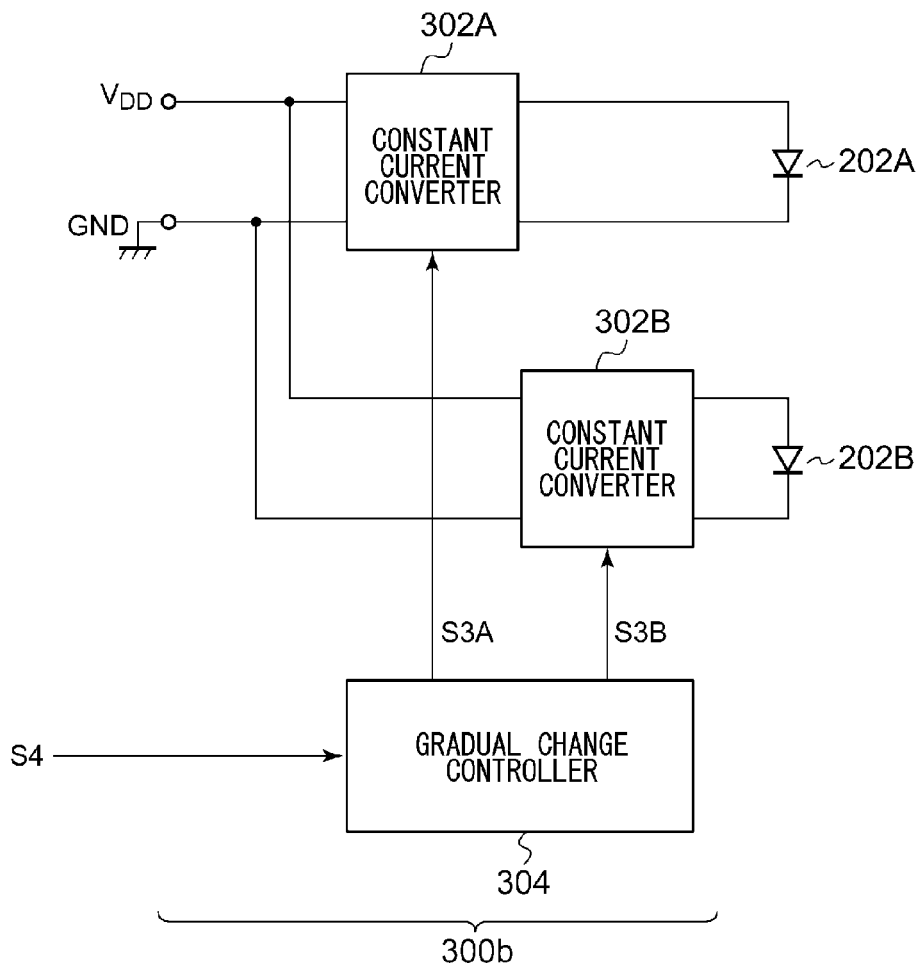 302A
VDD
CONSTANT
CURRENT
CONVERTER
202A
GND
302B
CONSTANT
CURRENT
CONVERTER
202B
S3A
S3B
S4
GRADUAL CHANGE
CONTROLLER
304
300b